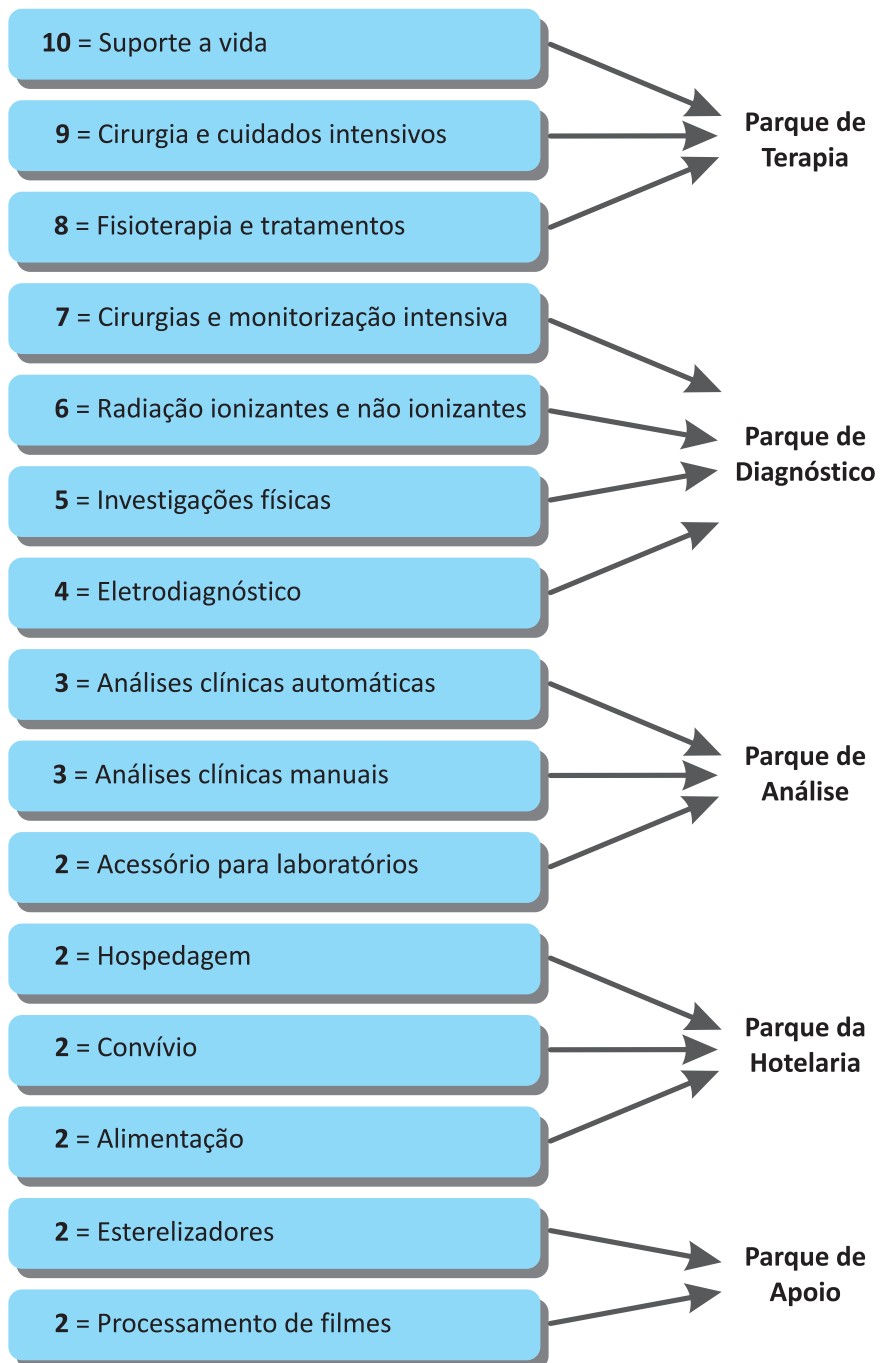 10 = Suporte a vida
9 = Cirurgia e cuidados intensivos
8 = Fisioterapia e tratamentos
Parque de
Terapia
7 = Cirurgias e monitorização intensiva
6 = Radiação ionizantes e não ionizantes
5 = Investigações físicas
4 = Eletrodiagnóstico
Parque de
Diagnóstico
3 = Análises clínicas automáticas
3 = Análises clínicas manuais
2 = Acessório para laboratórios
Parque de
Análise
2 = Hospedagem
2 = Convívio
2 = Alimentação
Parque da
Hotelaria
2 = Esterelizadores
2 = Processamento de filmes
Parque de
Apoio